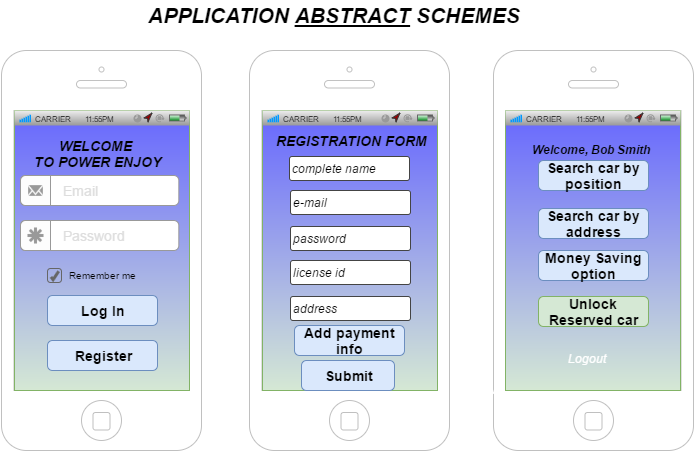 APPLICATION ABSTRACT SCHEMES
CARRIER 11:55PM
WELCOME
TO POWER ENJOY
Email
Password
Remember me
Log In
Register
CARRIER 11:55PM
REGISTRATION FORM
complete name
e-mail
password
license id
address
Add payment
info
Submit
CARRIER 11:55PM
Welcome, Bob Smith
Search car by
position
Search car by
address
Money Saving
option
Unlock
Reserved car
Logout